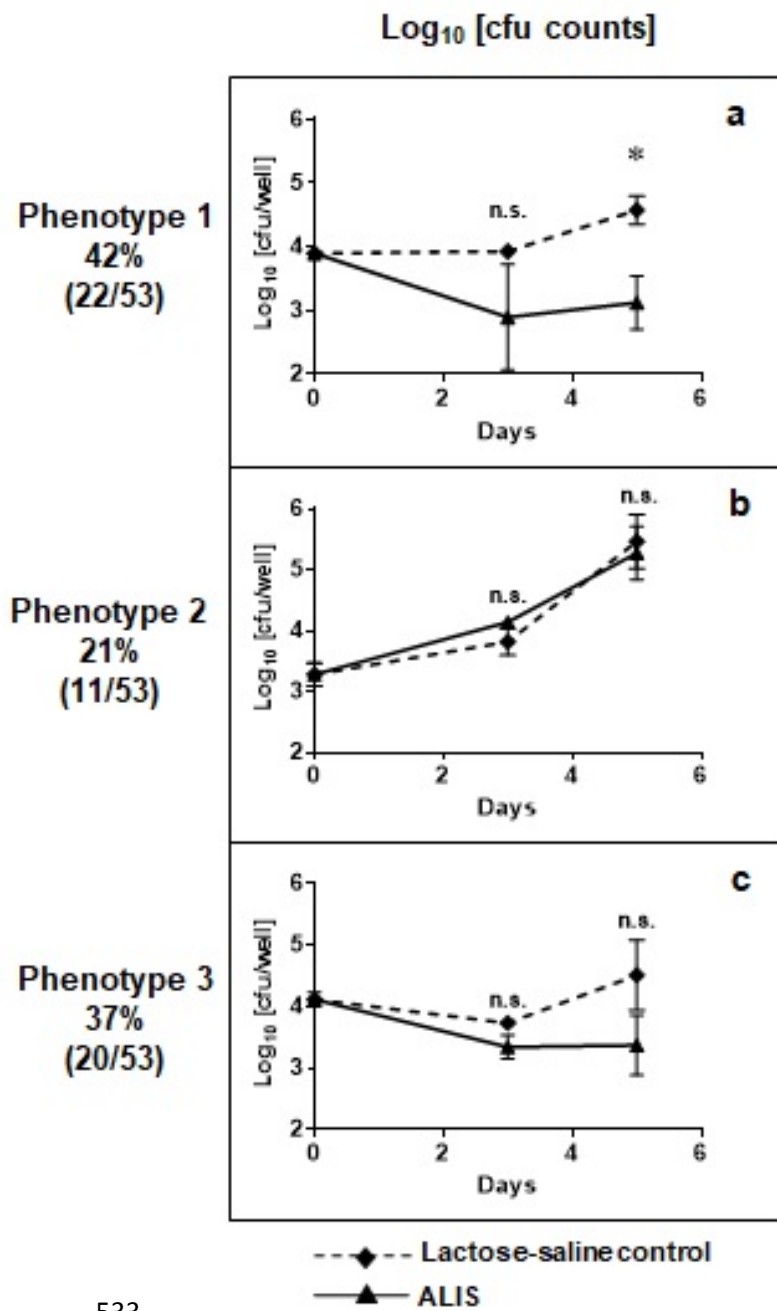 Log₁₀ [cfu counts]
a
Phenotype 1
42%
(22/53)
Log₁₀ [cfu/well]
6
5
4
3
2
n.s.
*
0 2 4 6
Days
b
Phenotype 2
21%
(11/53)
Log₁₀ [cfu/well]
6
5
4
3
2
n.s.
n.s.
0 2 4 6
Days
c
Phenotype 3
37%
(20/53)
Log₁₀ [cfu/well]
6
5
4
3
2
n.s.
n.s.
0 2 4 6
Days
Lactose-saline control
ALIS